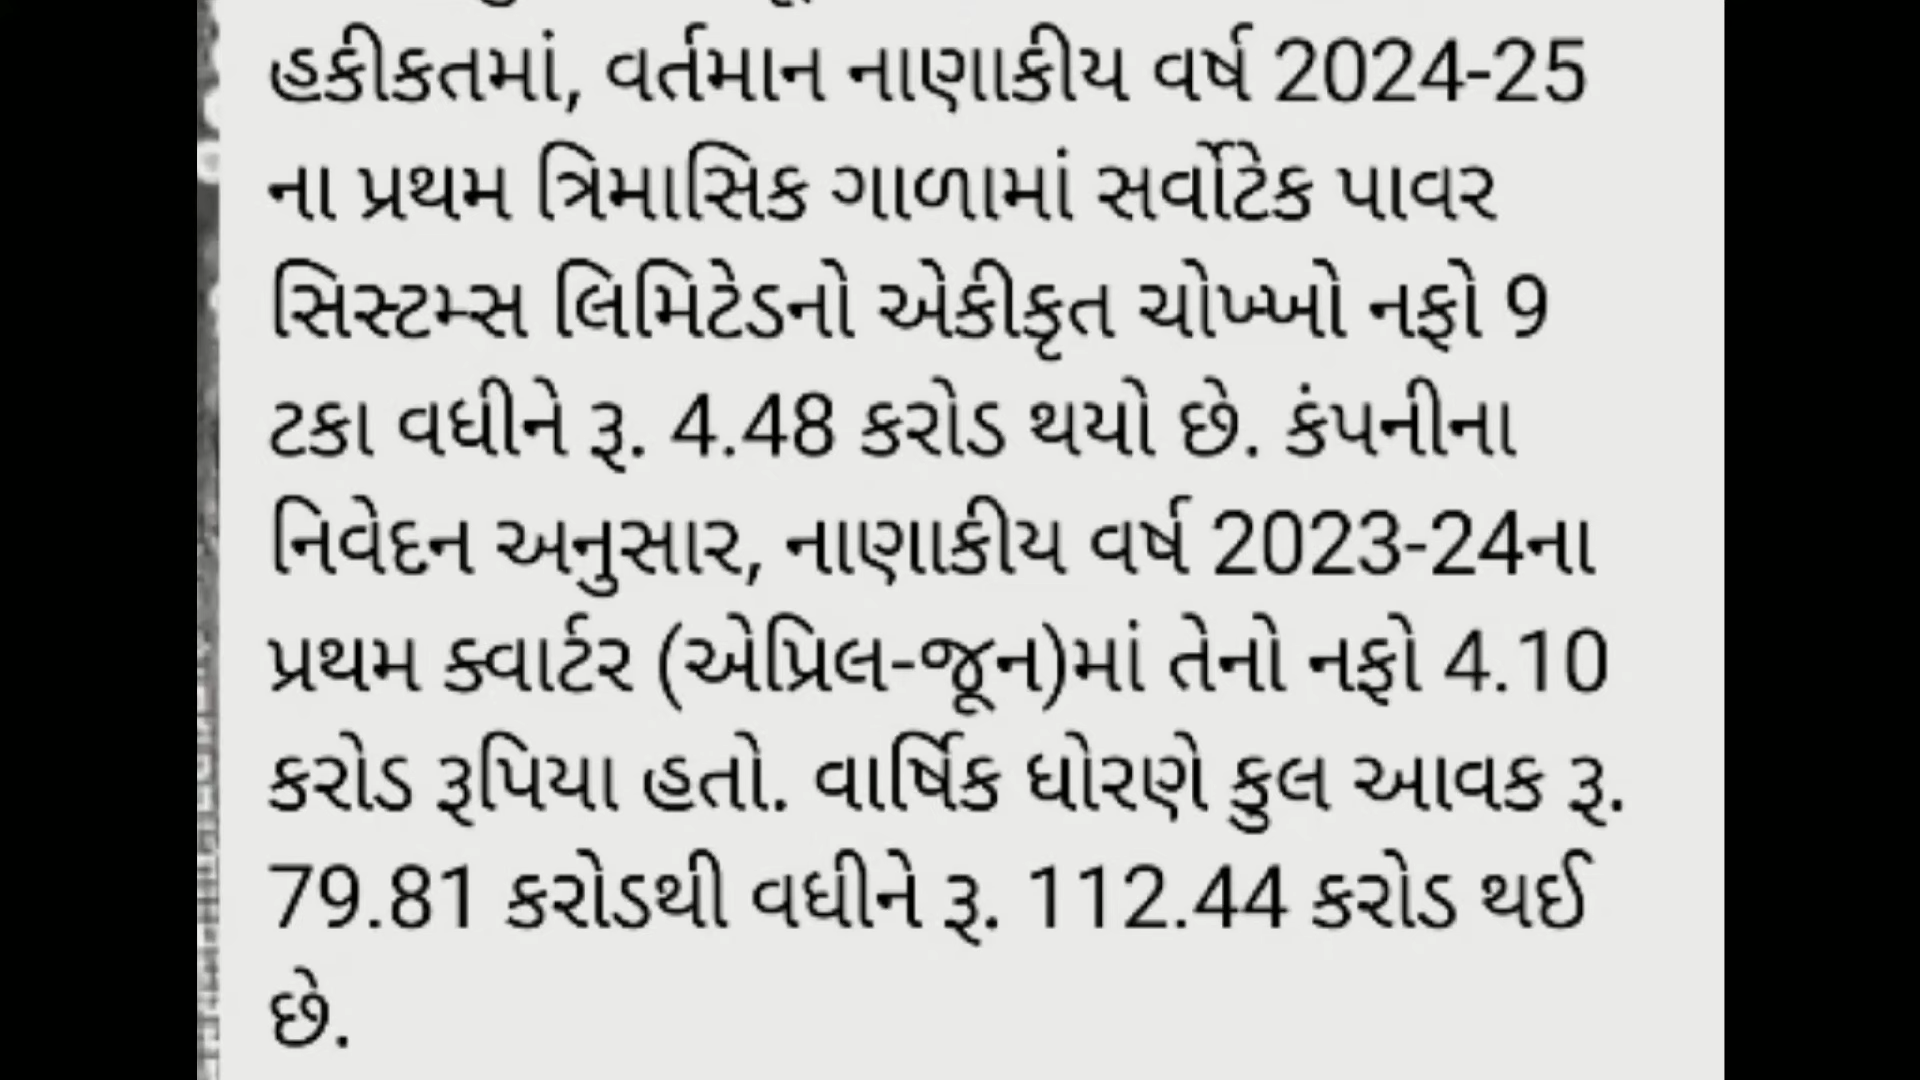 હકીકતમાં, વર્તમાન નાણાકીય વર્ષ 2024-25
ના પ્રથમ ત્રિમાસિક ગાળામાં સર્વોટેક પાવર
સિસ્ટમ્સ લિમિટેડનો એકીકૃત ચોખ્ખો નફો 9
ટકા વધીને રૂ. 4.48 કરોડ થયો છે. કંપનીના
નિવેદન અનુસાર, નાણાકીય વર્ષ 2023-24ના
પ્રથમ ક્વાર્ટર (એપ્રિલ-જૂન)માં તેનો નફો 4.10
કરોડ રૂપિયા હતો. વાર્ષિક ધોરણે કુલ આવક રૂ.
79.81 કરોડથી વધીને રૂ. 112.44 કરોડ થઈ
છે.